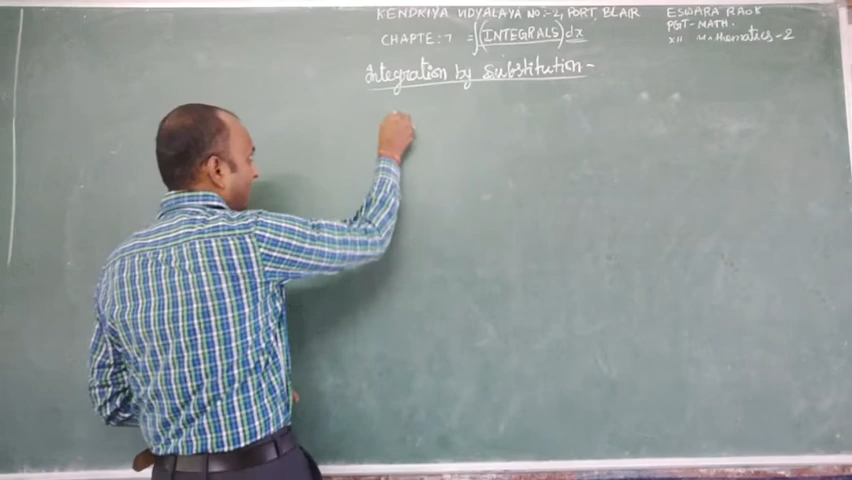 KENDRIYA VIDYALAYA NO:-2, PORT BLAIR
CHAPTE: 7 = ∫(INTEGRALS) dx
Integration by Substitution -
ESWARA RAO K
PGT-MATH.
XII Mathematics-2